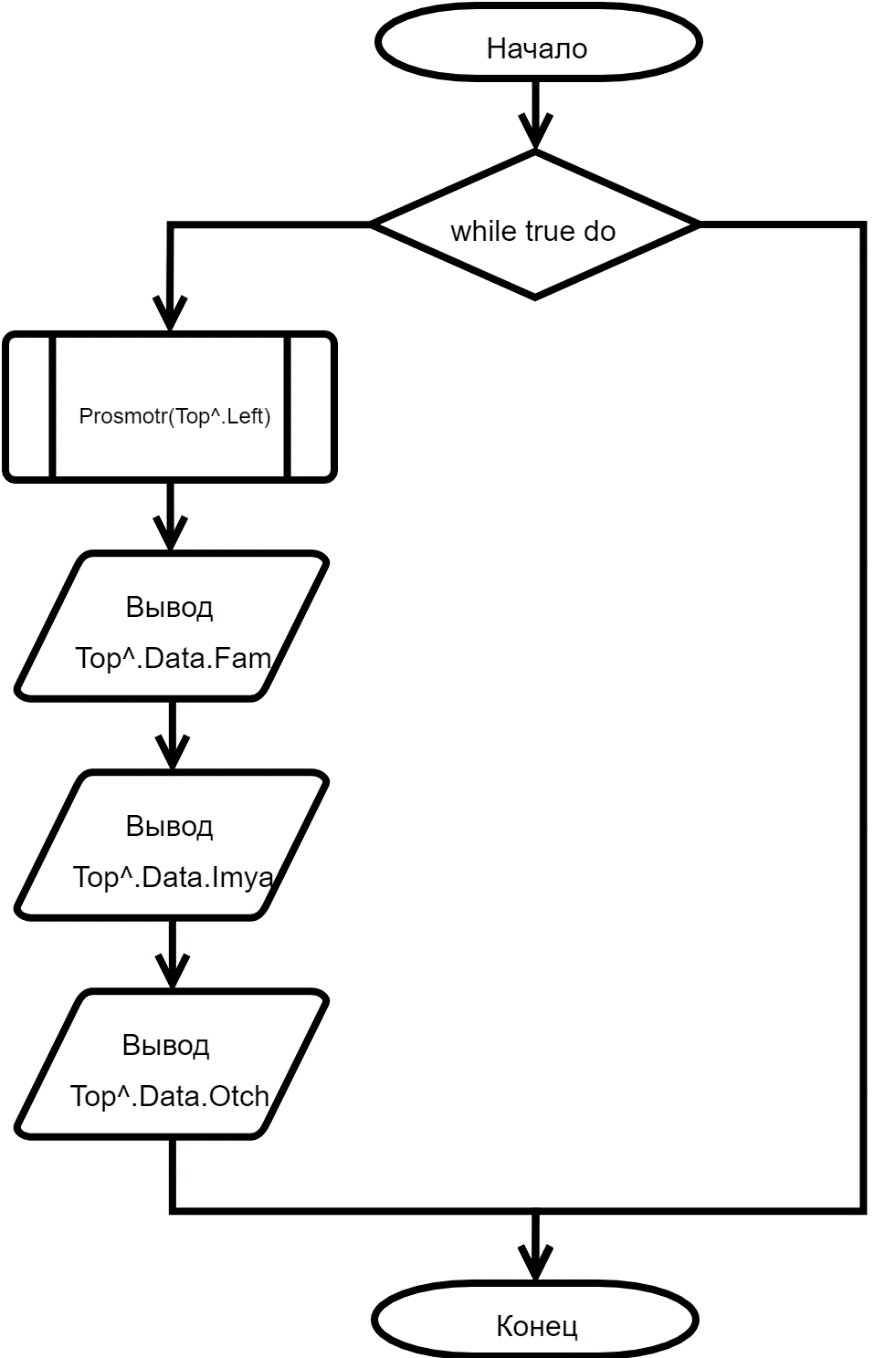 Начало
while true do
Prosmotr(Top^.Left)
Вывод
Top^.Data.Fam
Вывод
Top^.Data.Imya
Вывод
Top^.Data.Otch
Конец